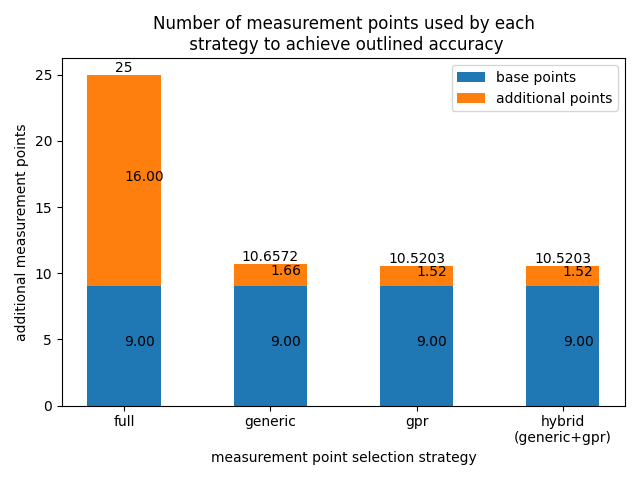 Number of measurement points used by each
strategy to achieve outlined accuracy
base points
additional points
additional measurement points
25
20
15
10
5
0
25
16.00
9.00
10.6572
1.66
9.00
10.5203
1.52
9.00
10.5203
1.52
9.00
full
generic
gpr
hybrid
(generic+gpr)
measurement point selection strategy